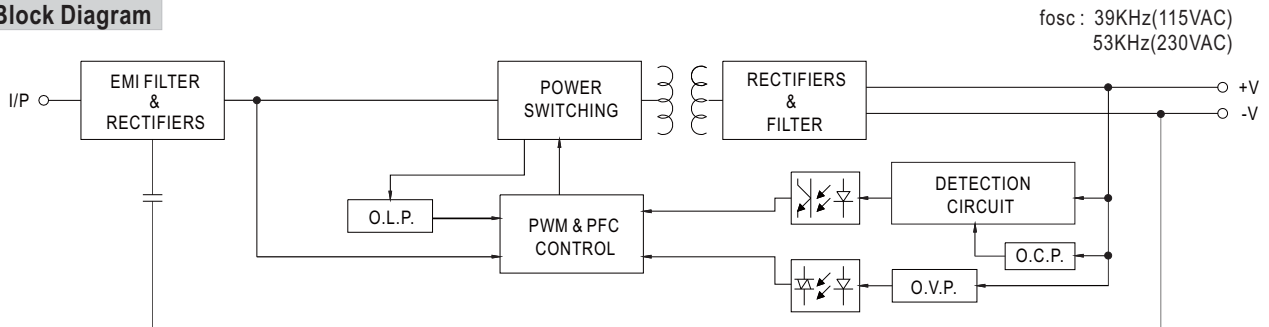 Block Diagram
fosc : 39KHz(115VAC)
53KHz(230VAC)
I/P
EMI FILTER
&
RECTIFIERS
POWER
SWITCHING
RECTIFIERS
&
FILTER
+V
-V
O.L.P.
PWM & PFC
CONTROL
DETECTION
CIRCUIT
O.C.P.
O.V.P.